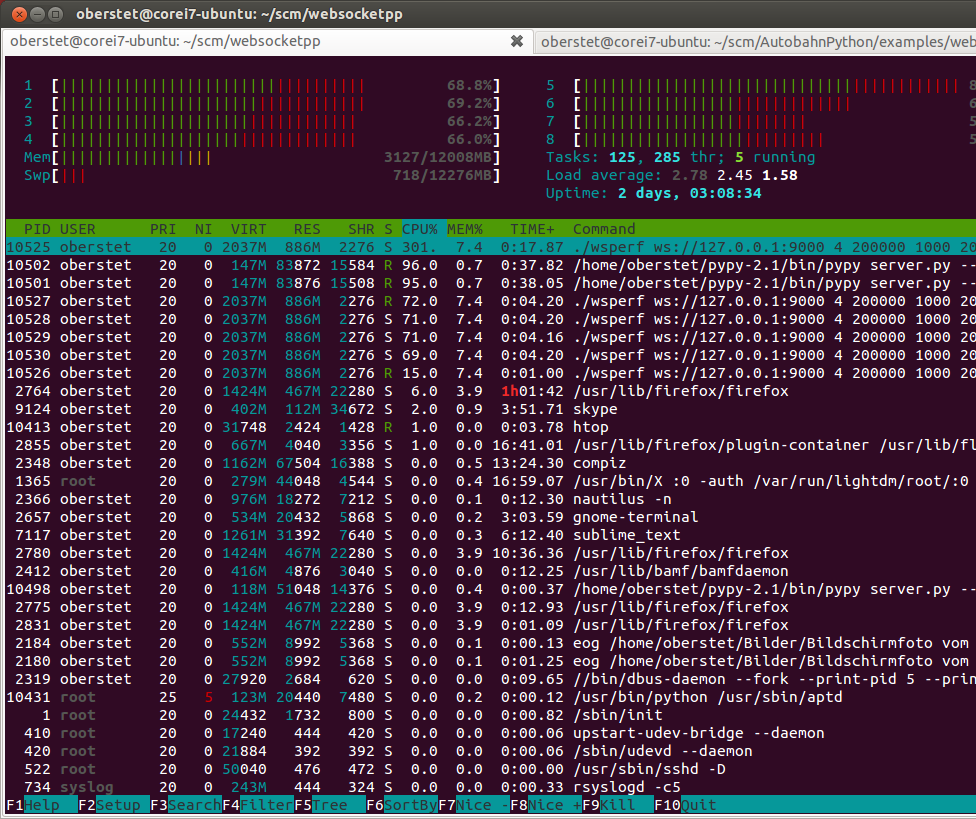 oberstet@corei7-ubuntu: ~/scm/websocketpp
oberstet@corei7-ubuntu: ~/scm/websocketpp ✖ oberstet@corei7-ubuntu: ~/scm/AutobahnPython/examples/web
1 [ 68.8%] 5 [ 8
2 [ 69.2%] 6 [ 6
3 [ 66.2%] 7 [ 5
4 [ 66.0%] 8 [ 5
Mem[ 3127/12008MB] Tasks: 125, 285 thr; 5 running
Swp[ 718/12276MB] Load average: 2.78 2.45 1.58
Uptime: 2 days, 03:08:34
PID USER PRI NI VIRT RES SHR S CPU% MEM% TIME+ Command
10525 oberstet 20 0 2037M 886M 2276 S 301. 7.4 0:17.87 ./wsperf ws://127.0.0.1:9000 4 200000 1000 20
10502 oberstet 20 0 147M 83872 15584 R 96.0 0.7 0:37.82 /home/oberstet/pypy-2.1/bin/pypy server.py --
10501 oberstet 20 0 147M 83876 15508 R 95.0 0.7 0:38.05 /home/oberstet/pypy-2.1/bin/pypy server.py --
10527 oberstet 20 0 2037M 886M 2276 R 72.0 7.4 0:04.20 ./wsperf ws://127.0.0.1:9000 4 200000 1000 20
10528 oberstet 20 0 2037M 886M 2276 S 71.0 7.4 0:04.20 ./wsperf ws://127.0.0.1:9000 4 200000 1000 20
10529 oberstet 20 0 2037M 886M 2276 S 71.0 7.4 0:04.16 ./wsperf ws://127.0.0.1:9000 4 200000 1000 20
10530 oberstet 20 0 2037M 886M 2276 S 69.0 7.4 0:04.20 ./wsperf ws://127.0.0.1:9000 4 200000 1000 20
10526 oberstet 20 0 2037M 886M 2276 R 15.0 7.4 0:01.00 ./wsperf ws://127.0.0.1:9000 4 200000 1000 20
2764 oberstet 20 0 1424M 467M 22280 S 6.0 3.9 1h01:42 /usr/lib/firefox/firefox
9124 oberstet 20 0 402M 112M 34672 S 2.0 0.9 3:51.71 skype
10413 oberstet 20 0 31748 2424 1428 R 1.0 0.0 0:03.78 htop
2855 oberstet 20 0 667M 4040 3356 S 1.0 0.0 16:41.01 /usr/lib/firefox/plugin-container /usr/lib/fl
2348 oberstet 20 0 1162M 67504 16388 S 0.0 0.5 13:24.30 compiz
1365 root 20 0 279M 44048 4544 S 0.0 0.4 16:59.07 /usr/bin/X :0 -auth /var/run/lightdm/root/:0
2366 oberstet 20 0 976M 18272 7212 S 0.0 0.1 0:12.30 nautilus -n
2657 oberstet 20 0 534M 20432 5868 S 0.0 0.2 3:03.59 gnome-terminal
7117 oberstet 20 0 1261M 31392 7640 S 0.0 0.3 6:12.40 sublime_text
2780 oberstet 20 0 1424M 467M 22280 S 0.0 3.9 10:36.36 /usr/lib/firefox/firefox
2412 oberstet 20 0 416M 4876 3040 S 0.0 0.0 0:12.25 /usr/lib/bamf/bamfdaemon
10498 oberstet 20 0 118M 51048 14376 S 0.0 0.4 0:00.37 /home/oberstet/pypy-2.1/bin/pypy server.py --
2775 oberstet 20 0 1424M 467M 22280 S 0.0 3.9 0:12.93 /usr/lib/firefox/firefox
2831 oberstet 20 0 1424M 467M 22280 S 0.0 3.9 0:01.09 /usr/lib/firefox/firefox
2184 oberstet 20 0 552M 8992 5368 S 0.0 0.1 0:00.13 eog /home/oberstet/Bilder/Bildschirmfoto vom
2180 oberstet 20 0 552M 8992 5368 S 0.0 0.1 0:01.25 eog /home/oberstet/Bilder/Bildschirmfoto vom
2319 oberstet 20 0 27920 2684 620 S 0.0 0.0 0:09.65 //bin/dbus-daemon --fork --print-pid 5 --prin
10431 root 25 5 123M 20440 7480 S 0.0 0.2 0:00.12 /usr/bin/python /usr/sbin/aptd
1 root 20 0 24432 1732 800 S 0.0 0.0 0:00.82 /sbin/init
410 root 20 0 17240 444 420 S 0.0 0.0 0:00.06 upstart-udev-bridge --daemon
420 root 20 0 21884 392 392 S 0.0 0.0 0:00.06 /sbin/udevd --daemon
522 root 20 0 50040 476 472 S 0.0 0.0 0:00.00 /usr/sbin/sshd -D
734 syslog 20 0 243M 444 324 S 0.0 0.0 0:00.33 rsyslogd -c5
F1Help F2Setup F3SearchF4FilterF5Tree F6SortByF7Nice -F8Nice +F9Kill F10Quit